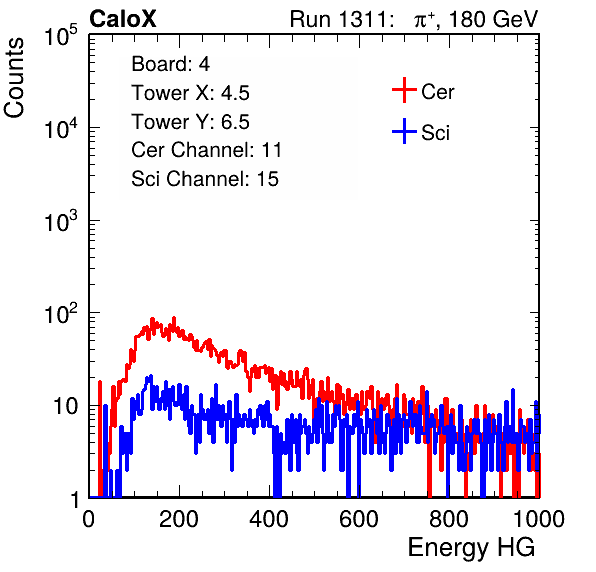 CaloX Run 1311: π⁺, 180 GeV
Counts
10⁵
10⁴
10³
10²
10
1
Board: 4
Tower X: 4.5
Tower Y: 6.5
Cer Channel: 11
Sci Channel: 15
Cer
Sci
0 200 400 600 800 1000
Energy HG